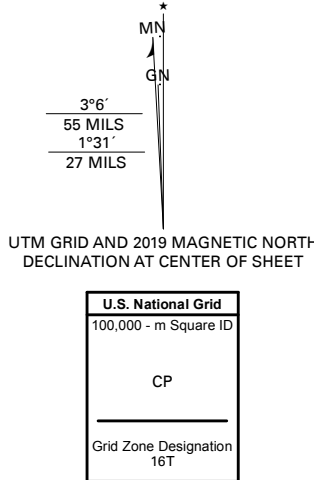 MN
GN
3°6´
55 MILS
1°31´
27 MILS
UTM GRID AND 2019 MAGNETIC NORTH
DECLINATION AT CENTER OF SHEET
U.S. National Grid
100,000 - m Square ID
CP
Grid Zone Designation
16T